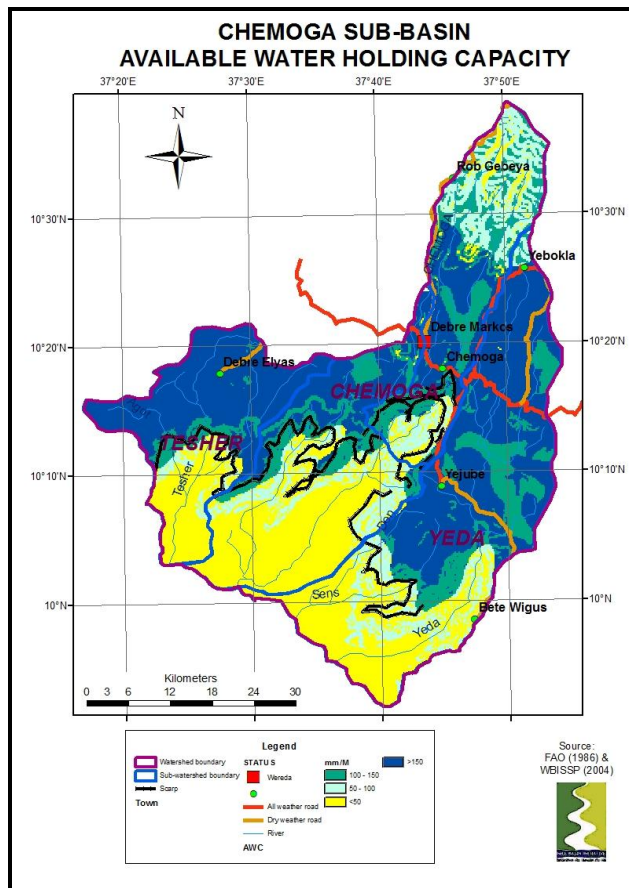 CHEMOGA SUB-BASIN
AVAILABLE WATER HOLDING CAPACITY
37°20'E 37°30'E 37°40'E 37°50'E
N
Rob Gebeya
10°30'N 10°30'N
CHEMOGA
Yebokla
Debre Markos
10°20'N 10°20'N
Debre Elyas
Chemoga
CHEMOGA
TESHER
Tesher
10°10'N 10°10'N
Yejube
YEDA
Sens
10°N 10°N
Bete Wigus
Yeda
Kilometers
0 3 6 12 18 24 30
Legend
Watershed boundary
Sub-watershed boundary
Scarp
Town
STATUS
Wereda
All weather road
Dry weather road
River
AWC
mm/M
100 - 150
50 - 100
<50
>150
Source:
FAO (1986) &
WBISSP (2004)